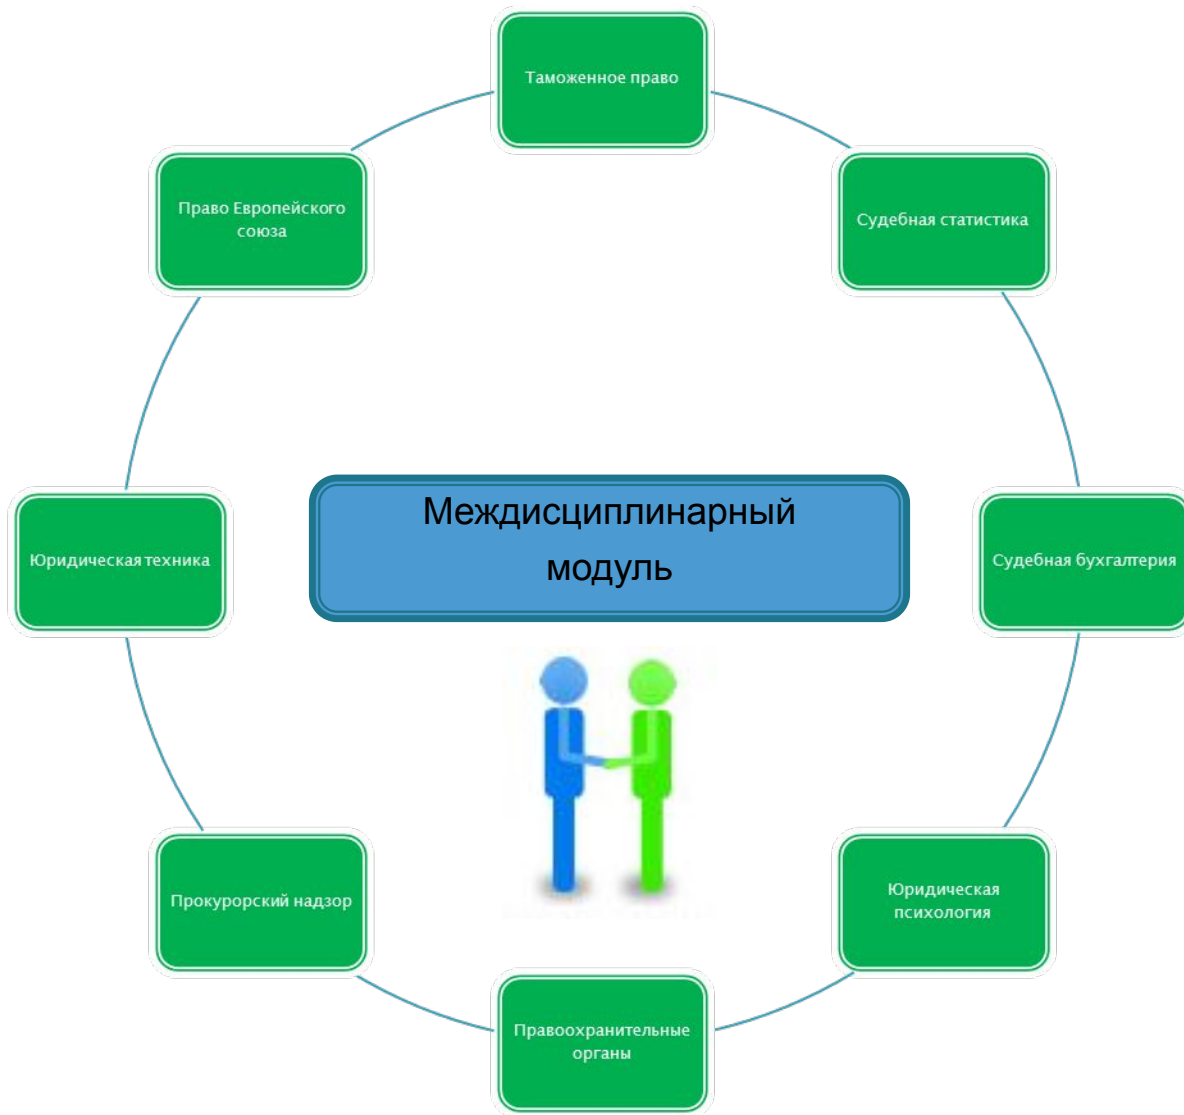 Таможенное право
Судебная статистика
Судебная бухгалтерия
Юридическая
психология
Правоохранительные
органы
Прокурорский надзор
Юридическая техника
Право Европейского
союза
Междисциплинарный
модуль